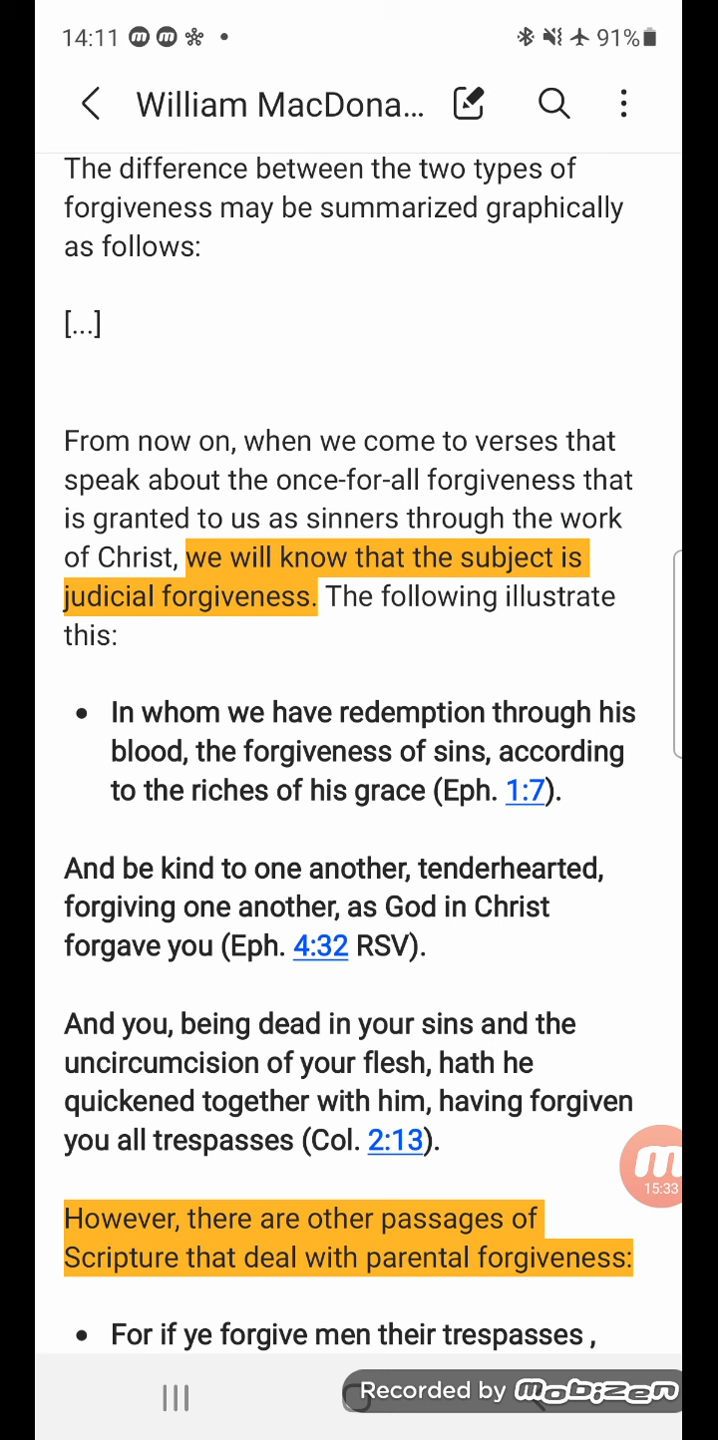 14:11
91%
William MacDona...
The difference between the two types of
forgiveness may be summarized graphically
as follows:
[...]
From now on, when we come to verses that
speak about the once-for-all forgiveness that
is granted to us as sinners through the work
of Christ, we will know that the subject is
judicial forgiveness. The following illustrate
this:
• In whom we have redemption through his
blood, the forgiveness of sins, according
to the riches of his grace (Eph. 1:7).
And be kind to one another, tenderhearted,
forgiving one another, as God in Christ
forgave you (Eph. 4:32 RSV).
And you, being dead in your sins and the
uncircumcision of your flesh, hath he
quickened together with him, having forgiven
you all trespasses (Col. 2:13).
15:33
However, there are other passages of
Scripture that deal with parental forgiveness:
• For if ye forgive men their trespasses ,
Recorded by mobizen